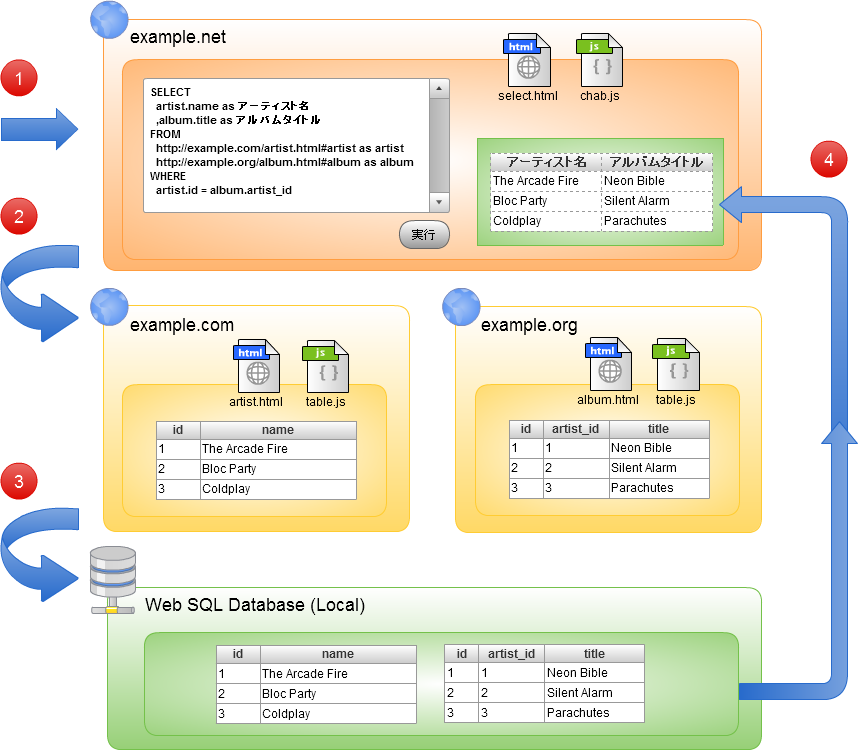 example.net
1
html
js
select.html
chab.js
SELECT
artist.name as アーティスト名
,album.title as アルバムタイトル
FROM
http://example.com/artist.html#artist as artist
http://example.org/album.html#album as album
WHERE
artist.id = album.artist_id
実行
アーティスト名 アルバムタイトル
The Arcade Fire Neon Bible
Bloc Party Silent Alarm
Coldplay Parachutes
4
2
example.com
html
js
artist.html
table.js
id name
1 The Arcade Fire
2 Bloc Party
3 Coldplay
example.org
html
js
album.html
table.js
id artist_id title
1 1 Neon Bible
2 2 Silent Alarm
3 3 Parachutes
3
Web SQL Database (Local)
id name
1 The Arcade Fire
2 Bloc Party
3 Coldplay
id artist_id title
1 1 Neon Bible
2 2 Silent Alarm
3 3 Parachutes